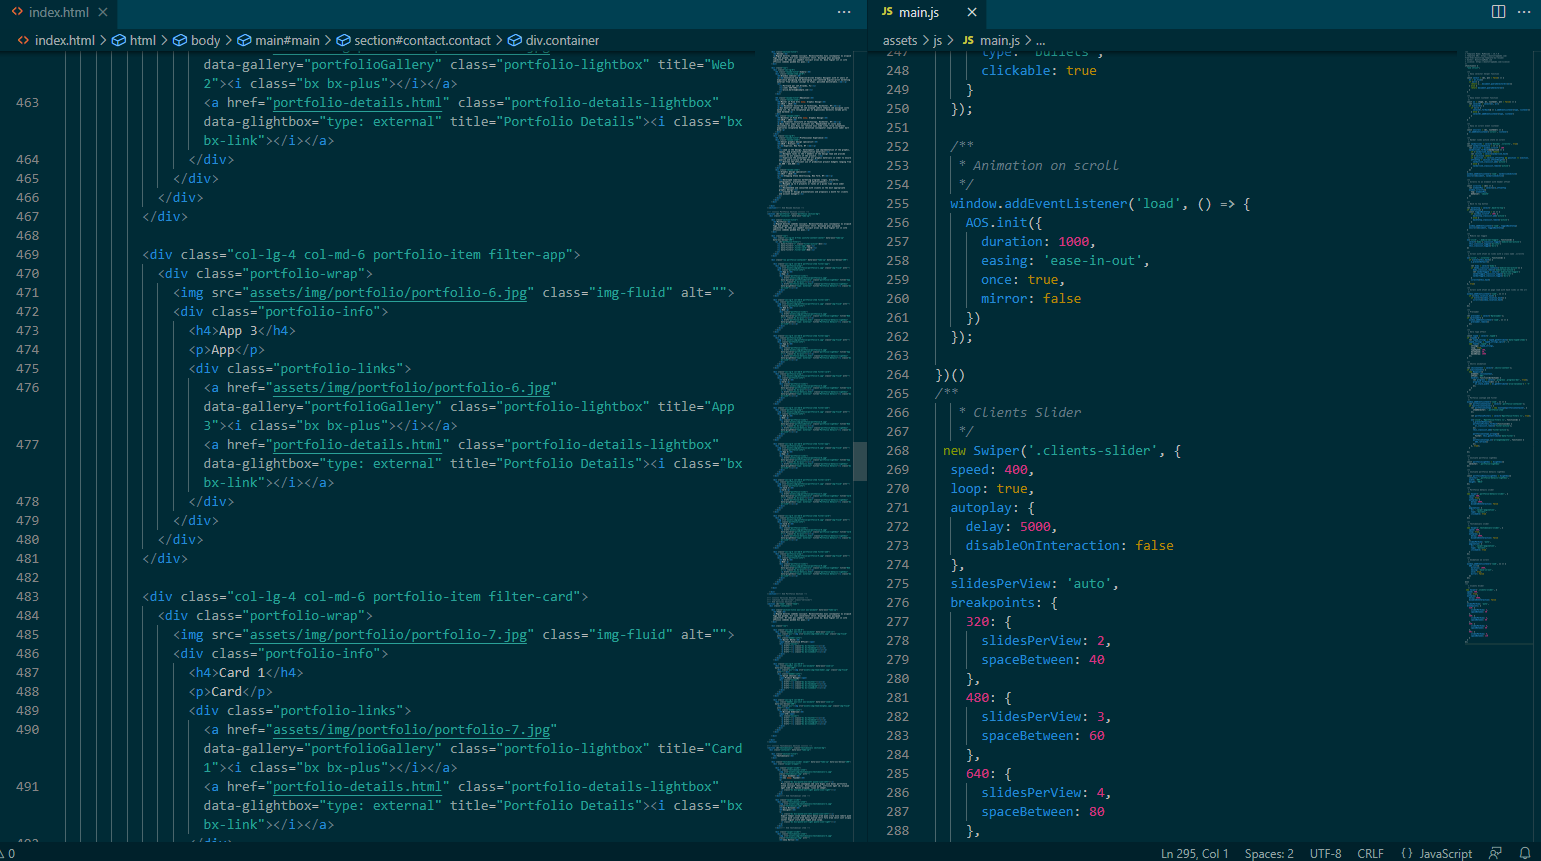 index.html
main.js
index.html > html > body > main#main > section#contact.contact > div.container
assets > js > JS main.js > ...
data-gallery="portfolioGallery" class="portfolio-lightbox" title="Web
2"><i class="bx bx-plus"></i></a>
463 <a href="portfolio-details.html" class="portfolio-details-lightbox"
data-glightbox="type: external" title="Portfolio Details"><i class="bx
bx-link"></i></a>
464 </div>
465 </div>
466 </div>
467 </div>
468
469 <div class="col-lg-4 col-md-6 portfolio-item filter-app">
470 <div class="portfolio-wrap">
471 <img src="assets/img/portfolio/portfolio-6.jpg" class="img-fluid" alt="">
472 <div class="portfolio-info">
473 <h4>App 3</h4>
474 <p>App</p>
475 <div class="portfolio-links">
476 <a href="assets/img/portfolio/portfolio-6.jpg"
data-gallery="portfolioGallery" class="portfolio-lightbox" title="App
3"><i class="bx bx-plus"></i></a>
477 <a href="portfolio-details.html" class="portfolio-details-lightbox"
data-glightbox="type: external" title="Portfolio Details"><i class="bx
bx-link"></i></a>
478 </div>
479 </div>
480 </div>
481 </div>
482
483 <div class="col-lg-4 col-md-6 portfolio-item filter-card">
484 <div class="portfolio-wrap">
485 <img src="assets/img/portfolio/portfolio-7.jpg" class="img-fluid" alt="">
486 <div class="portfolio-info">
487 <h4>Card 1</h4>
488 <p>Card</p>
489 <div class="portfolio-links">
490 <a href="assets/img/portfolio/portfolio-7.jpg"
data-gallery="portfolioGallery" class="portfolio-lightbox" title="Card
1"><i class="bx bx-plus"></i></a>
491 <a href="portfolio-details.html" class="portfolio-details-lightbox"
data-glightbox="type: external" title="Portfolio Details"><i class="bx
bx-link"></i></a>
492 </div>
247 type: 'bullets',
248 clickable: true
249 }
250 });
251
252 /**
253 * Animation on scroll
254 */
255 window.addEventListener('load', () => {
256 AOS.init({
257 duration: 1000,
258 easing: 'ease-in-out',
259 once: true,
260 mirror: false
261 })
262 });
263
264 })()
265 /**
266 * Clients Slider
267 */
268 new Swiper('.clients-slider', {
269 speed: 400,
270 loop: true,
271 autoplay: {
272 delay: 5000,
273 disableOnInteraction: false
274 },
275 slidesPerView: 'auto',
276 breakpoints: {
277 320: {
278 slidesPerView: 2,
279 spaceBetween: 40
280 },
281 480: {
282 slidesPerView: 3,
283 spaceBetween: 60
284 },
285 640: {
286 slidesPerView: 4,
287 spaceBetween: 80
288 },
0
Ln 295, Col 1 Spaces: 2 UTF-8 CRLF {} JavaScript